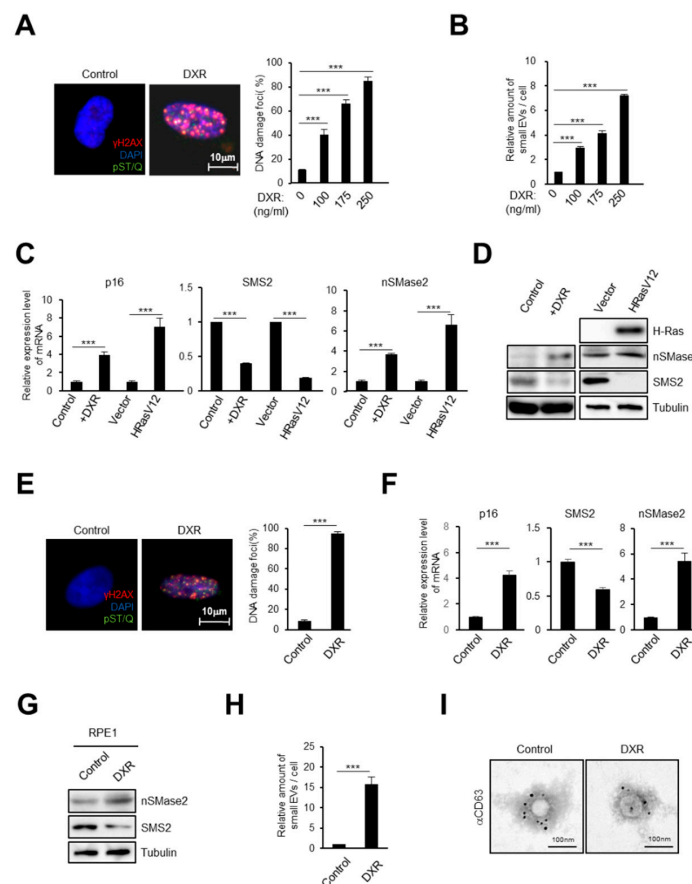 A
Control
DXR
γH2AX
DAPI
pST/Q
10μm
DNA damage foci(%)
100
80
60
40
20
0
***
***
***
DXR:
(ng/ml)
0
100
175
250
B
Relative amount of
small EVs / cell
8
6
4
2
0
***
***
***
DXR:
(ng/ml)
0
100
175
250
C
Relative expression level
of mRNA
p16
8
6
4
2
0
***
***
Control
+DXR
Vector
HRasV12
SMS2
1.5
1
0.5
0
***
***
Control
+DXR
Vector
HRasV12
nSMase2
8
6
4
2
0
***
***
Control
+DXR
Vector
HRasV12
D
Control
+DXR
Vector
HRasV12
H-Ras
nSMase
SMS2
Tubulin
E
Control
DXR
γH2AX
DAPI
pST/Q
10μm
DNA damage foci(%)
100
80
60
40
20
0
***
Control
DXR
F
Relative expression level
of mRNA
p16
8
6
4
2
0
***
Control
DXR
SMS2
1.5
1
0.5
0
***
Control
DXR
nSMase2
8
6
4
2
0
***
Control
DXR
G
RPE1
Control
DXR
nSMase2
SMS2
Tubulin
H
Relative amount of
small EVs / cell
25
20
15
10
5
0
***
Control
DXR
I
Control
DXR
αCD63
100nm
100nm